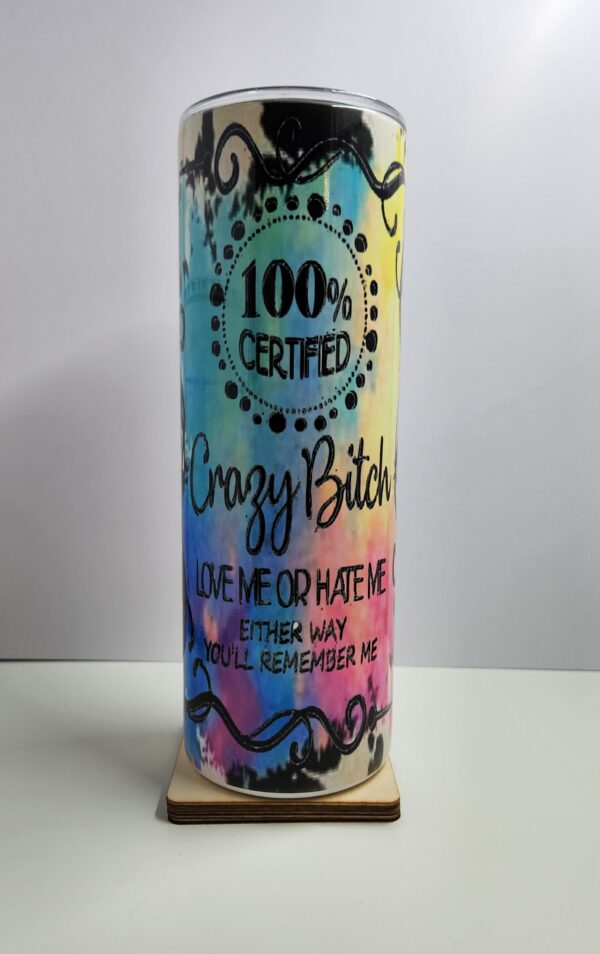 100%
CERTIFIED
Crazy Bitch
LOVE ME OR HATE ME
EITHER WAY
YOU'LL REMEMBER ME